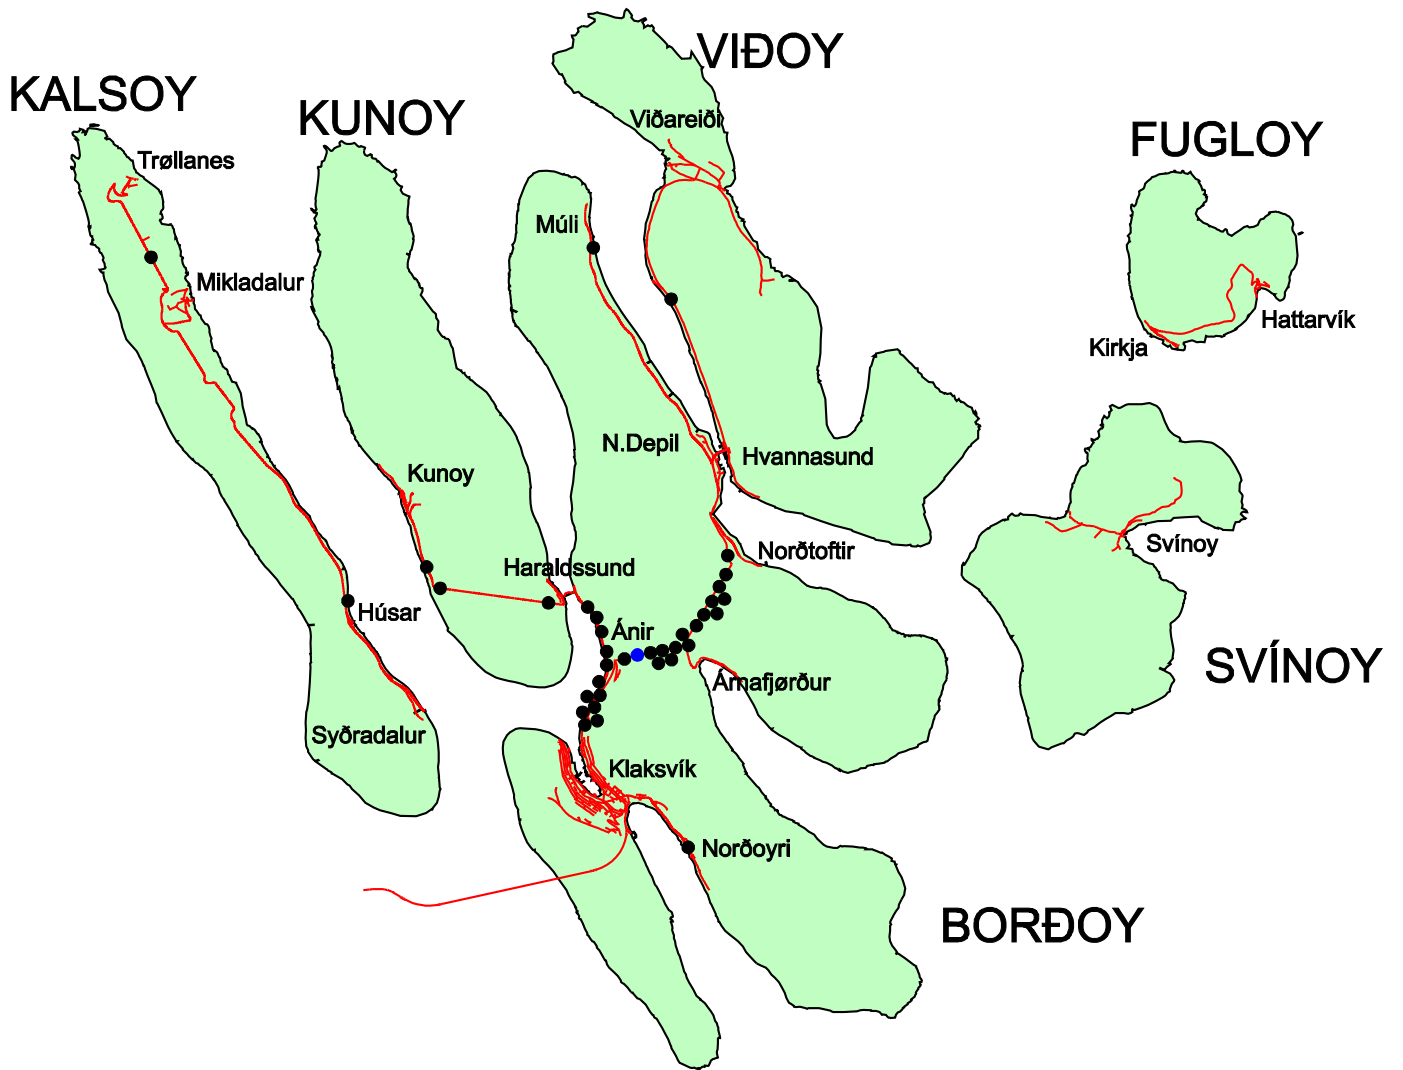 VIÐOY
KALSOY
KUNOY
Viðareiði
FUGLOY
Trøllanes
Múli
Mikladalur
Hattarvík
Kirkja
N.Depil
Hvannasund
Kunoy
Svínoy
Norðtoftir
Haraldssund
Húsar
Ánir
SVÍNOY
Árnafjørður
Syðradalur
Klaksvík
Norðoyri
BORÐOY